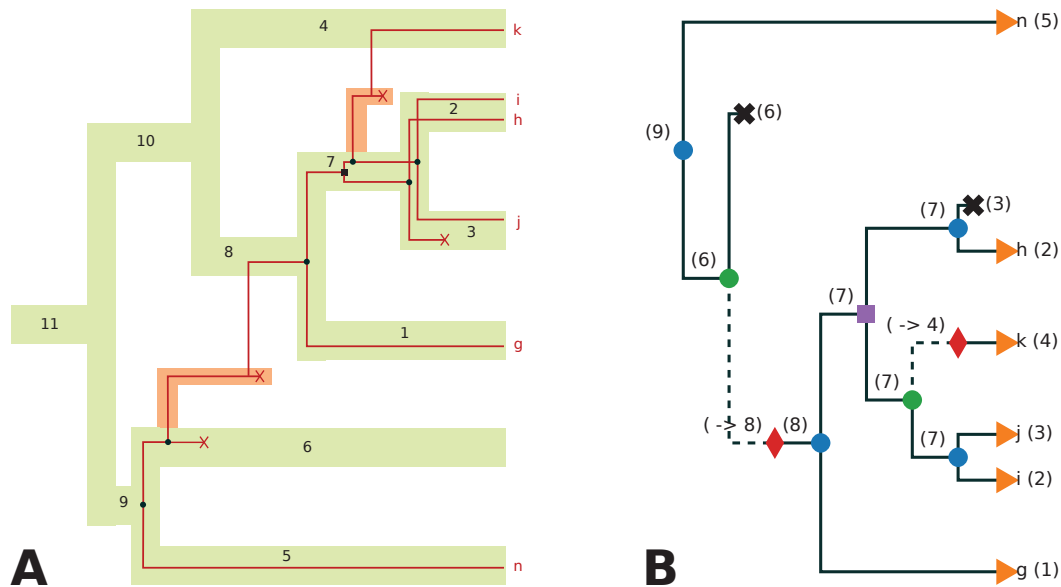 4
k
i
2
h
10
7
j
3
8
11
1
g
6
9
5
n
A
n (5)
(6)
(9)
(3)
(7)
h (2)
(6)
(7)
( -> 4)
k (4)
(7)
( -> 8)
(8)
(7)
j (3)
i (2)
g (1)
B